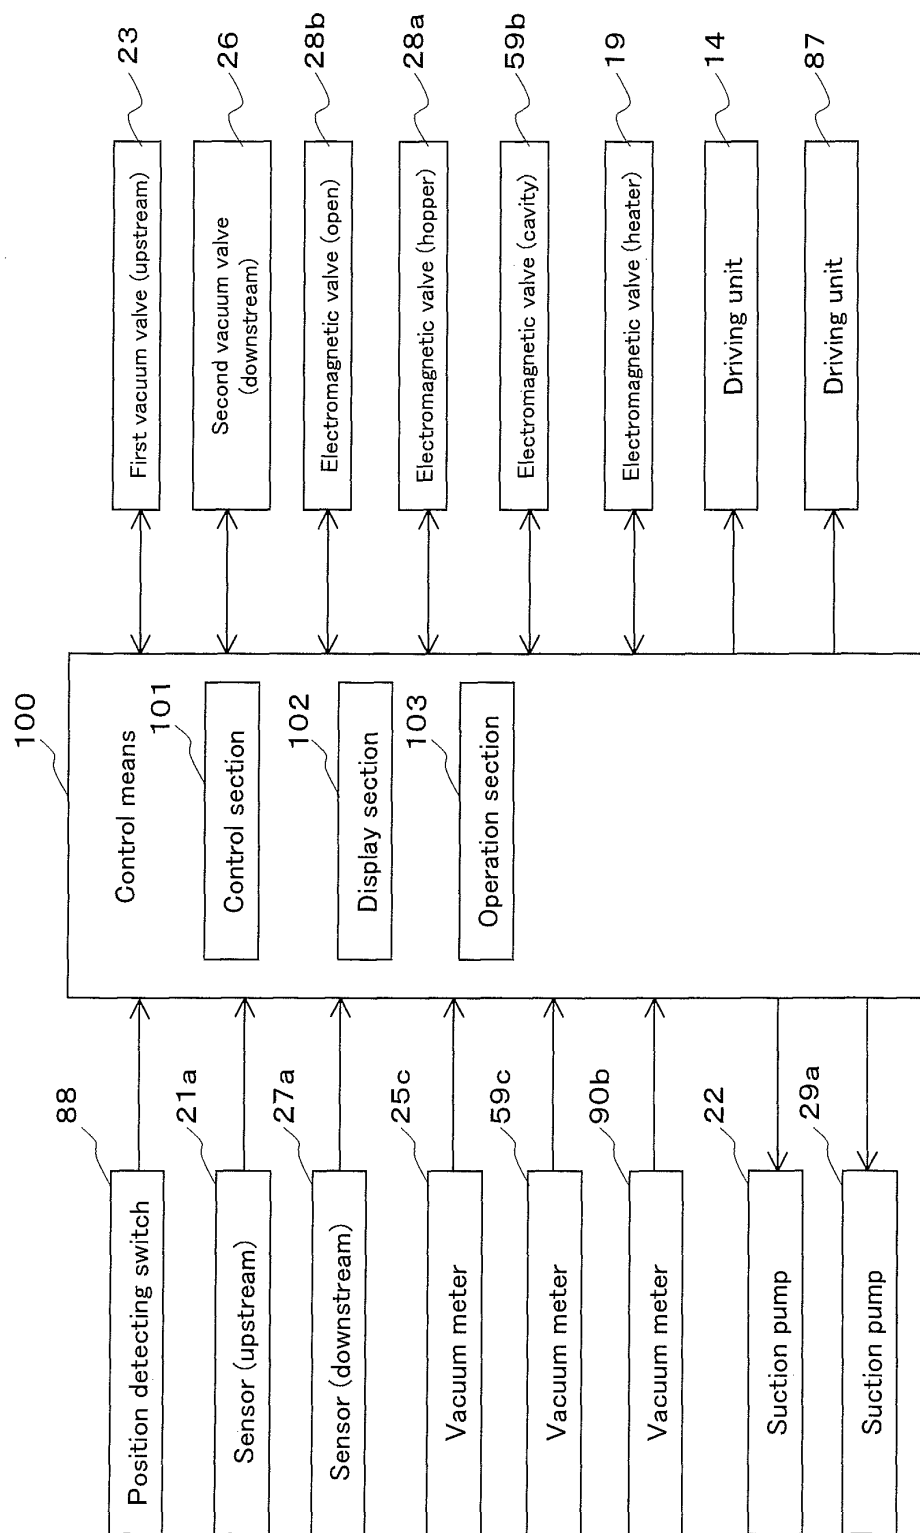 88
Position detecting switch
21a
Sensor (upstream)
27a
Sensor (downstream)
25c
Vacuum meter
59c
Vacuum meter
90b
Vacuum meter
22
Suction pump
29a
Suction pump
100
Control means
101
Control section
102
Display section
103
Operation section
23
First vacuum valve (upstream)
26
Second vacuum valve
(downstream)
28b
Electromagnetic valve (open)
28a
Electromagnetic valve (hopper)
59b
Electromagnetic valve (cavity)
19
Electromagnetic valve (heater)
14
Driving unit
87
Driving unit